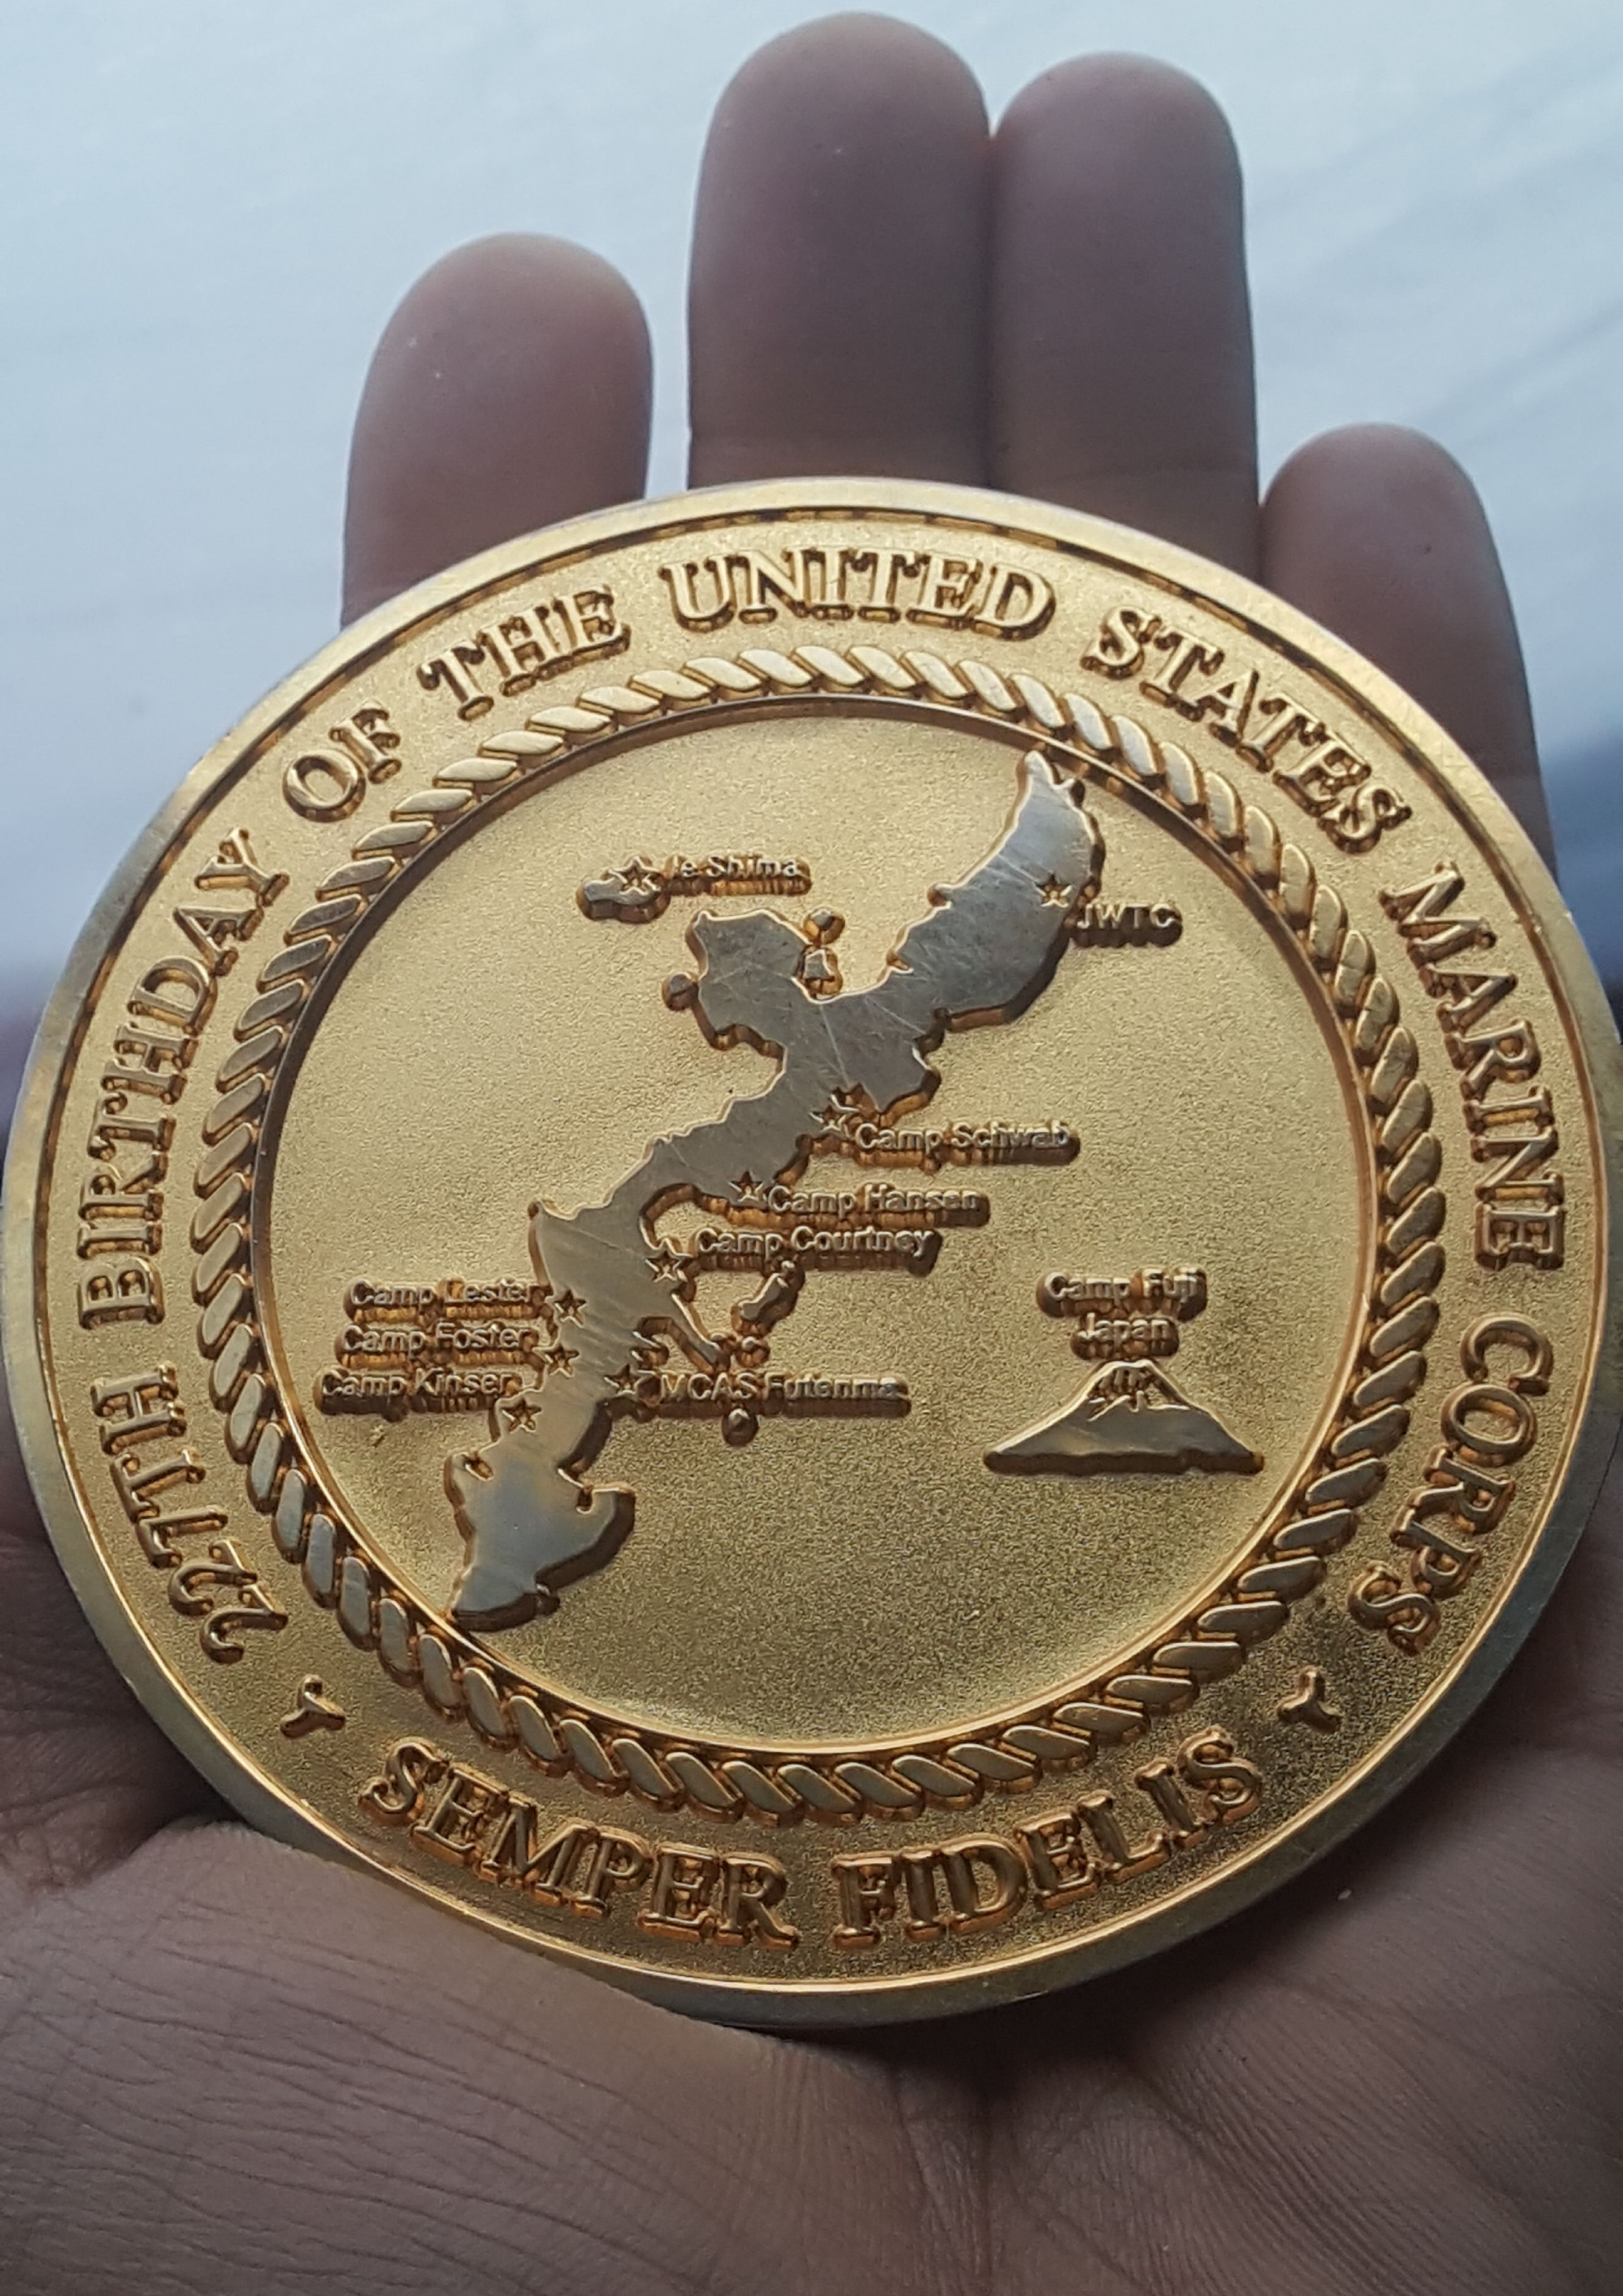 227TH BIRTHDAY OF THE UNITED STATES MARINE CORPS
Ie Shima
JWTC
Camp Schwab
Camp Hansen
Camp Courtney
Camp Lester
Camp Foster
Camp Kinser
MCAS Futenma
Camp Fuji
Japan
SEMPER FIDELIS